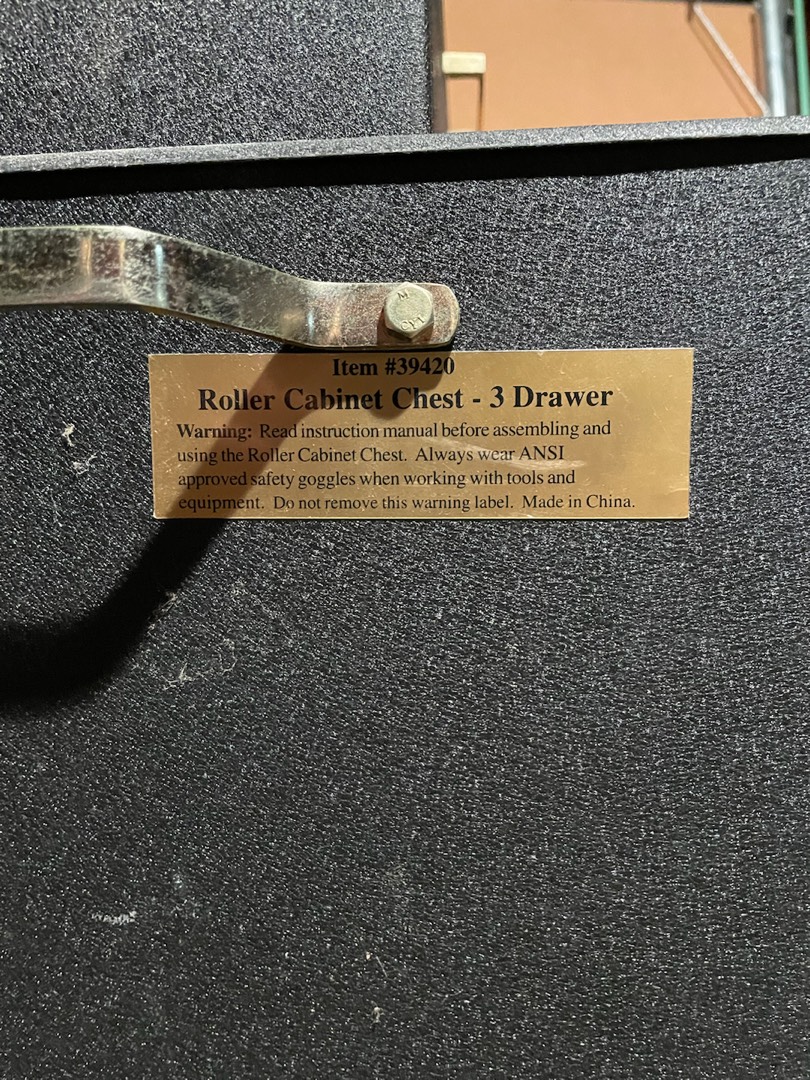 M
CYI
Item #39420
Roller Cabinet Chest - 3 Drawer
Warning: Read instruction manual before assembling and
using the Roller Cabinet Chest. Always wear ANSI
approved safety goggles when working with tools and
equipment. Do not remove this warning label. Made in China.